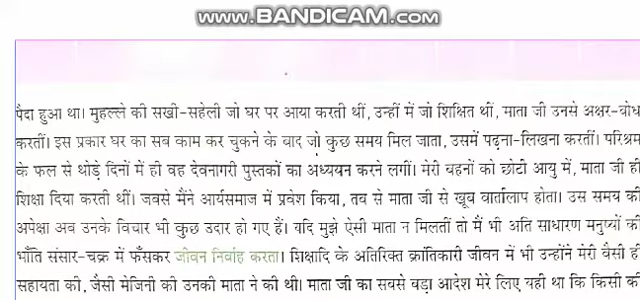 www.BANDICAM.com
पैदा हुआ था। मुहल्ले की सखी-सहेली जो घर पर आया करती थीं, उन्हीं में जो शिक्षित थीं, माता जी उनसे अक्षर-बोध
करतीं। इस प्रकार घर का सब काम कर चुकने के बाद जो कुछ समय मिल जाता, उसमें पढ़ना-लिखना करतीं। परिश्रम
के फल से थोड़े दिनों में ही वह देवनागरी पुस्तकों का अध्ययन करने लगीं। मेरी बहनों को छोटी आयु में, माता जी ही
शिक्षा दिया करती थीं। जबसे मैंने आर्यसमाज में प्रवेश किया, तब से माता जी से खूब वार्तालाप होता। उस समय की
अपेक्षा अब उनके विचार भी कुछ उदार हो गए हैं। यदि मुझे ऐसी माता न मिलतीं तो मैं भी अति साधारण मनुष्यों की
भाँति संसार-चक्र में फँसकर जीवन निर्वाह करता। शिक्षादि के अतिरिक्त क्रांतिकारी जीवन में भी उन्होंने मेरी वैसी ही
सहायता की, जैसी मेजिनी की उनकी माता ने की थी। माता जी का सबसे बड़ा आदेश मेरे लिए यही था कि किसी की